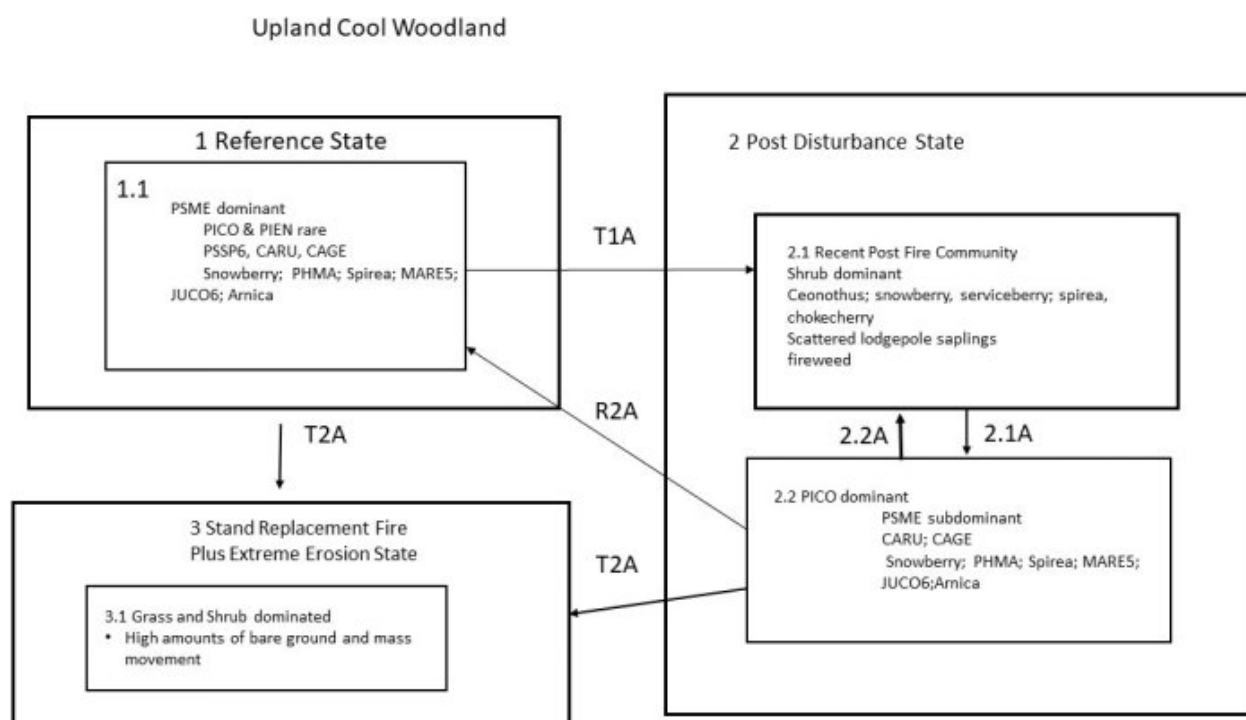 Upland Cool Woodland
1 Reference State
1.1
PSME dominant
PICO & PIEN rare
PSSP6, CARU, CAGE
Snowberry; PHMA; Spirea; MARE5;
JUCO6; Arnica
T1A
2 Post Disturbance State
2.1 Recent Post Fire Community
Shrub dominant
Ceonothus; snowberry, serviceberry; spirea,
chokecherry
Scattered lodgepole saplings
fireweed
R2A
T2A
2.2A
2.1A
2.2 PICO dominant
PSME subdominant
CARU; CAGE
Snowberry; PHMA; Spirea; MARE5;
JUCO6;Arnica
T2A
3 Stand Replacement Fire
Plus Extreme Erosion State
3.1 Grass and Shrub dominated
• High amounts of bare ground and mass
movement